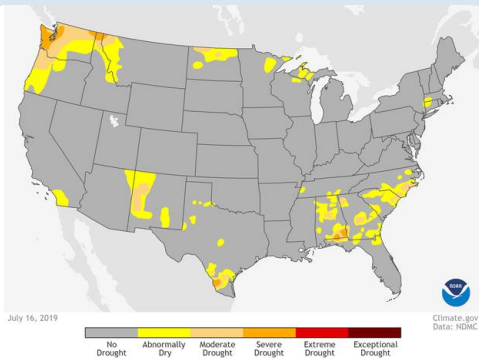 July 16, 2019
Climate.gov
Data: NDMC
No Drought
Abnormally Dry
Moderate Drought
Severe Drought
Extreme Drought
Exceptional Drought